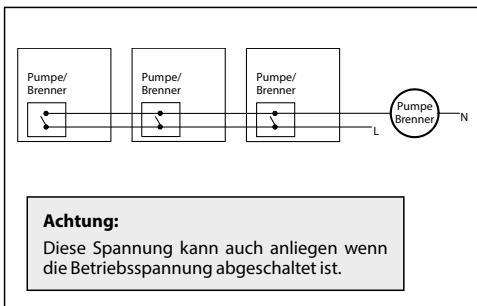 Pumpe/
Brenner
Pumpe/
Brenner
Pumpe/
Brenner
Pumpe
Brenner
N
L
Achtung:
Diese Spannung kann auch anliegen wenn
die Betriebsspannung abgeschaltet ist.